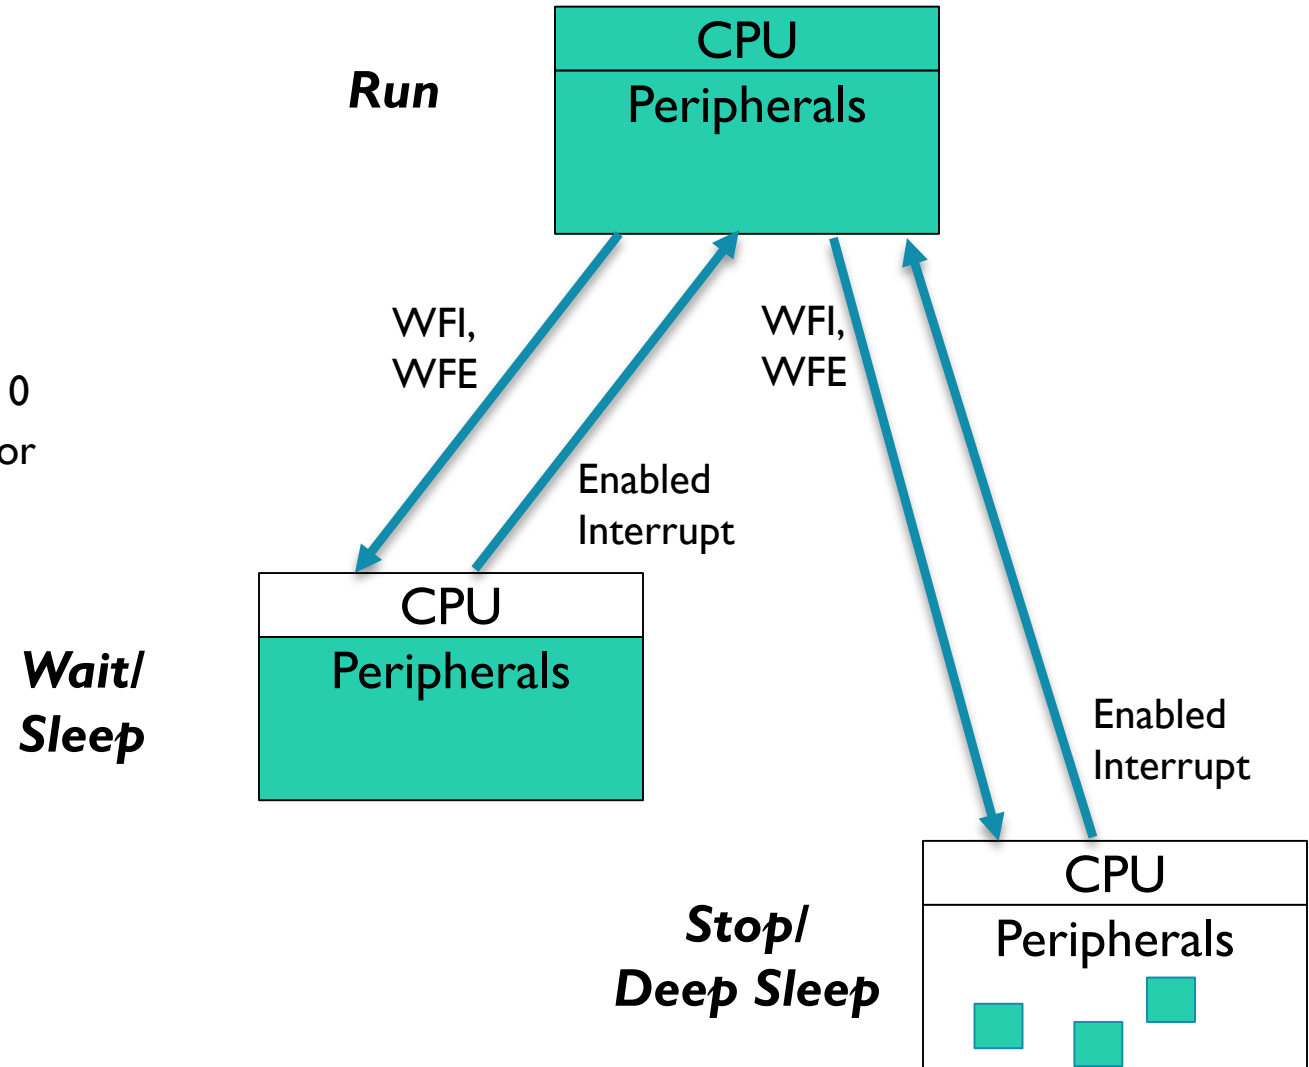 CPU
Run
Peripherals
WFI,
WFE
WFI,
WFE
0
or
Enabled
Interrupt
CPU
Wait/
Sleep
Peripherals
Enabled
Interrupt
CPU
Stop/
Deep Sleep
Peripherals